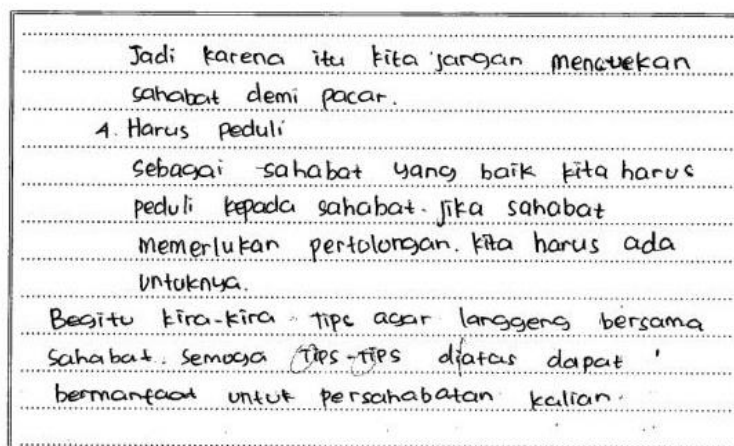 Jadi karena itu kita jangan mencuekan
sahabat demi pacar.
4. Harus peduli
Sebagai sahabat yang baik kita harus
peduli kepada sahabat. Jika sahabat
memerlukan pertolongan. Kita harus ada
untuknya.
Begitu kira-kira tips agar langgeng bersama
sahabat. semoga Tips-Tips diatas dapat
bermanfaat untuk persahabatan kalian.